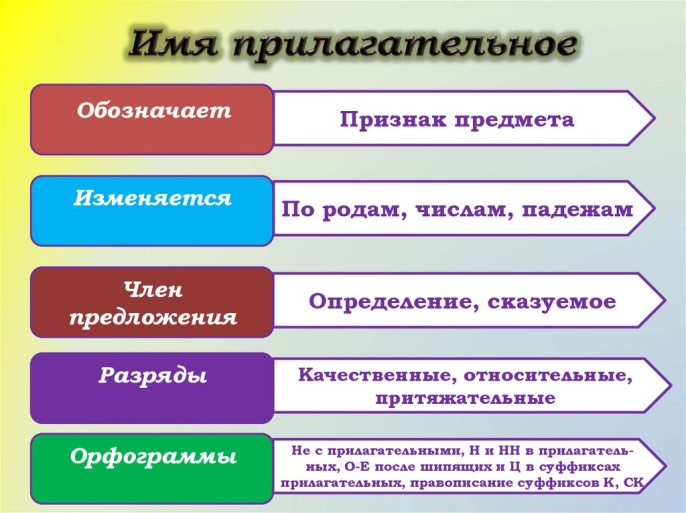 Имя прилагательное
Обозначает
Признак предмета
Изменяется
По родам, числам, падежам
Член
предложения
Определение, сказуемое
Разряды
Качественные, относительные,
притяжательные
Орфограммы
Не с прилагательными, Н и НН в прилагатель-
ных, О-Е после шипящих и Ц в суффиксах
прилагательных, правописание суффиксов К, СК